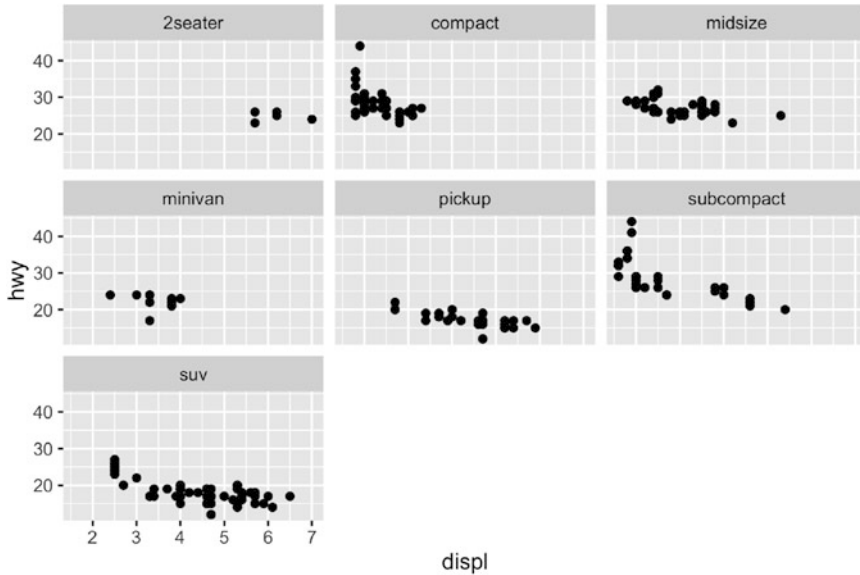 2seater compact midsize
40
30
20
minivan pickup subcompact
40
30
20
hwy
suv
40
30
20
2 3 4 5 6 7
displ